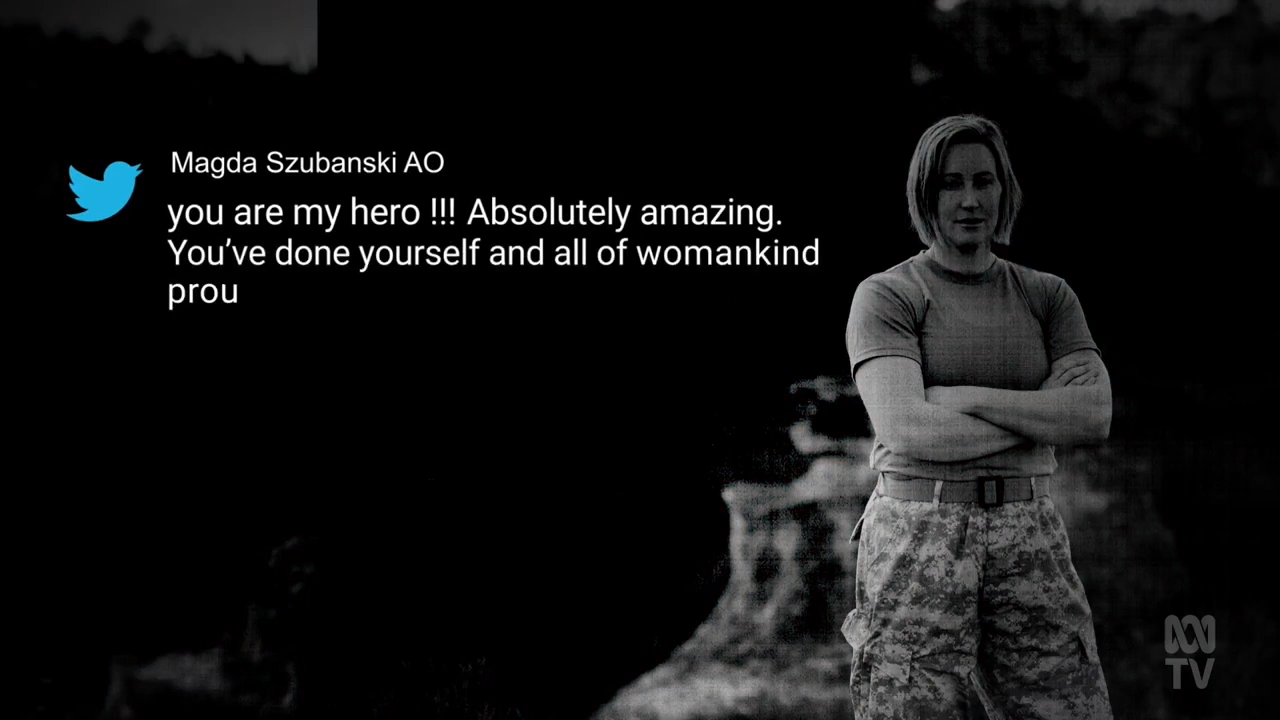 Magda Szubanski AO
you are my hero !!! Absolutely amazing.
You’ve done yourself and all of womankind
prou
TV